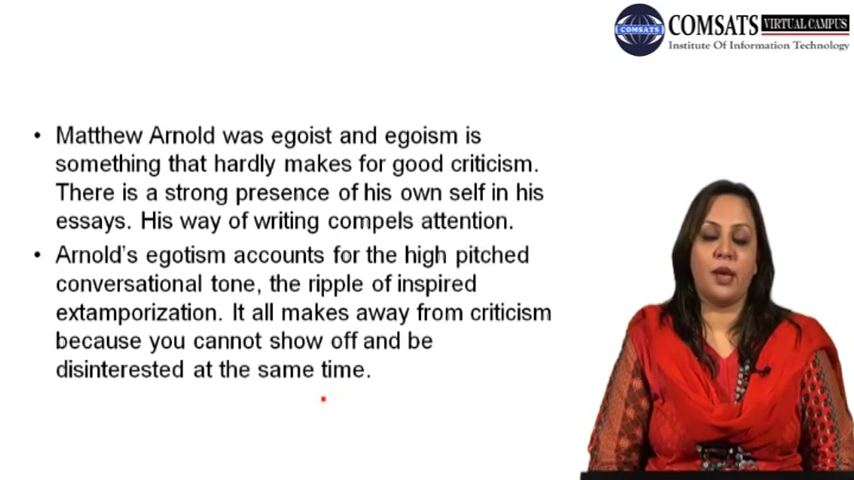 COMSATS VIRTUAL CAMPUS
COMSATS
Institute Of Information Technology
• Matthew Arnold was egoist and egoism is
something that hardly makes for good criticism.
There is a strong presence of his own self in his
essays. His way of writing compels attention.
• Arnold's egotism accounts for the high pitched
conversational tone, the ripple of inspired
extamporization. It all makes away from criticism
because you cannot show off and be
disinterested at the same time.